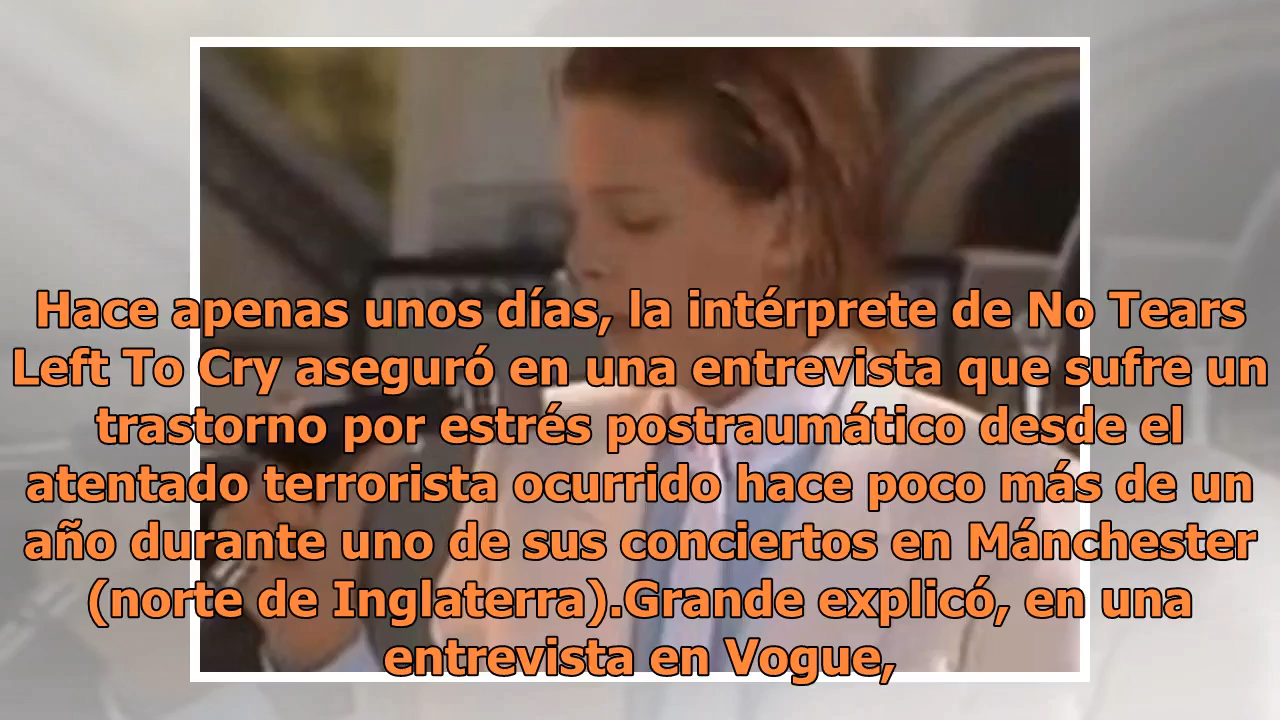 Hace apenas unos días, la intérprete de No Tears
Left To Cry aseguró en una entrevista que sufre un
trastorno por estrés postraumático desde el
atentado terrorista ocurrido hace poco más de un
año durante uno de sus conciertos en Mánchester
(norte de Inglaterra).Grande explicó, en una
entrevista en Vogue,